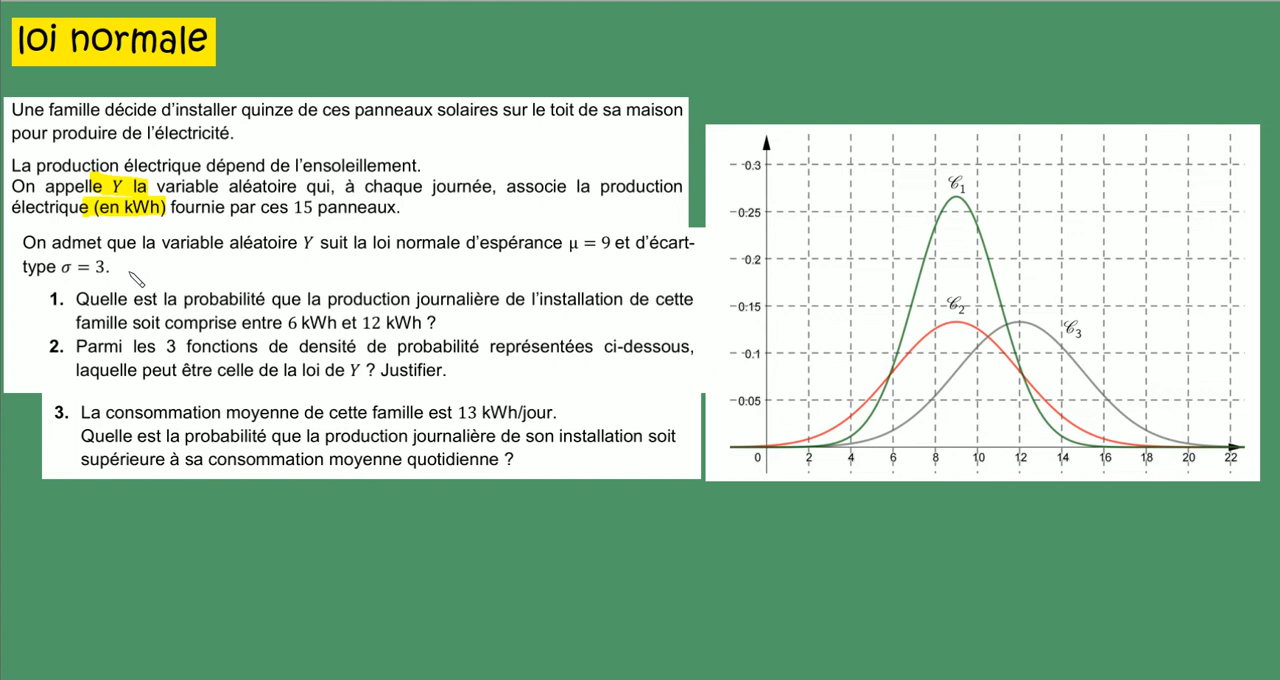 loi normale
Une famille décide d'installer quinze de ces panneaux solaires sur le toit de sa maison
pour produire de l'électricité.
La production électrique dépend de l'ensoleillement.
On appelle Y la variable aléatoire qui, à chaque journée, associe la production
électrique (en kWh) fournie par ces 15 panneaux.
On admet que la variable aléatoire Y suit la loi normale d'espérance μ = 9 et d'écart-
type σ = 3.
1. Quelle est la probabilité que la production journalière de l'installation de cette
famille soit comprise entre 6 kWh et 12 kWh ?
2. Parmi les 3 fonctions de densité de probabilité représentées ci-dessous,
laquelle peut être celle de la loi de Y ? Justifier.
3. La consommation moyenne de cette famille est 13 kWh/jour.
Quelle est la probabilité que la production journalière de son installation soit
supérieure à sa consommation moyenne quotidienne ?
0.3
𝒞1
0.25
0.2
0.15
𝒞2
𝒞3
0.1
0.05
0 2 4 6 8 10 12 14 16 18 20 22